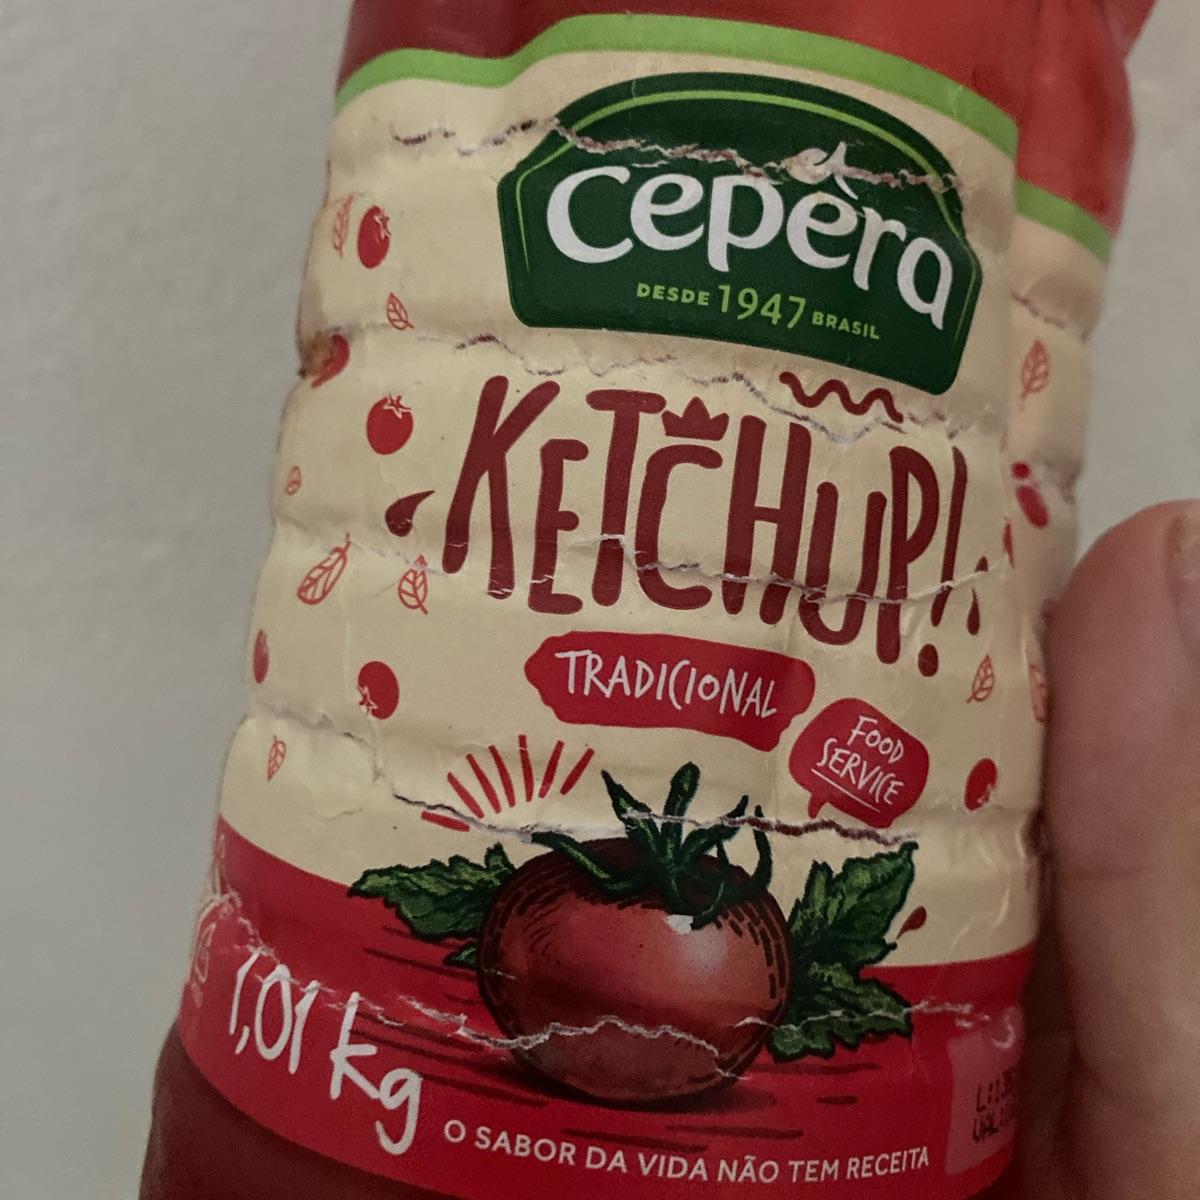 cepêra
DESDE 1947 BRASIL
KETCHUP!
TRADICIONAL
FOOD
SERVICE
1,01 kg
O SABOR DA VIDA NÃO TEM RECEITA